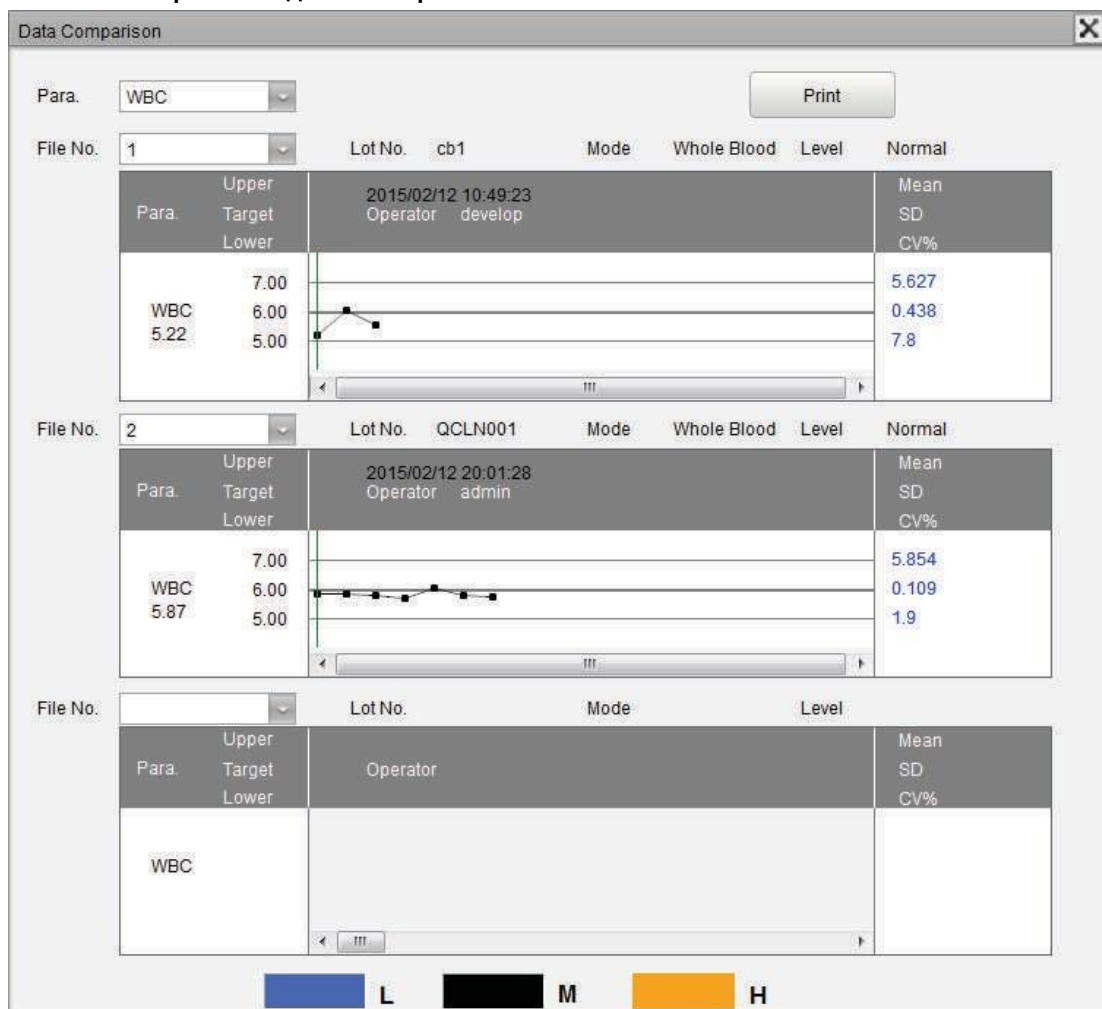 Data Comparison
Para. WBC Print
File No. 1 Lot No. cb1 Mode Whole Blood Level Normal
Upper Mean
2015/02/12 10:49:23
Para. Target Operator develop SD
Lower CV%
7.00 5.627
WBC 6.00 0.438
5.22 5.00 7.8
File No. 2 Lot No. QCLN001 Mode Whole Blood Level Normal
Upper Mean
2015/02/12 20:01:28
Para. Target Operator admin SD
Lower CV%
7.00 5.854
WBC 6.00 0.109
5.87 5.00 1.9
File No. Lot No. Mode Level
Upper Mean
Para. Target Operator SD
Lower CV%
WBC
L M H